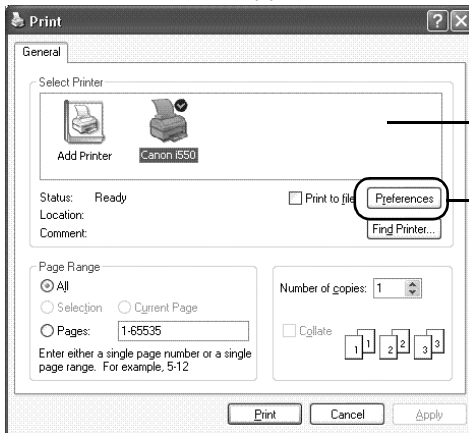 Print
General
Select Printer
Add Printer
Canon i550
Status: Ready
Print to file
Preferences
Location:
Comment:
Find Printer...
Page Range
All
Selection
Current Page
Pages: 1-65535
Enter either a single page number or a single
page range. For example, 5-12
Number of copies: 1
Collate
1 1 2 2 3 3
Print
Cancel
Apply